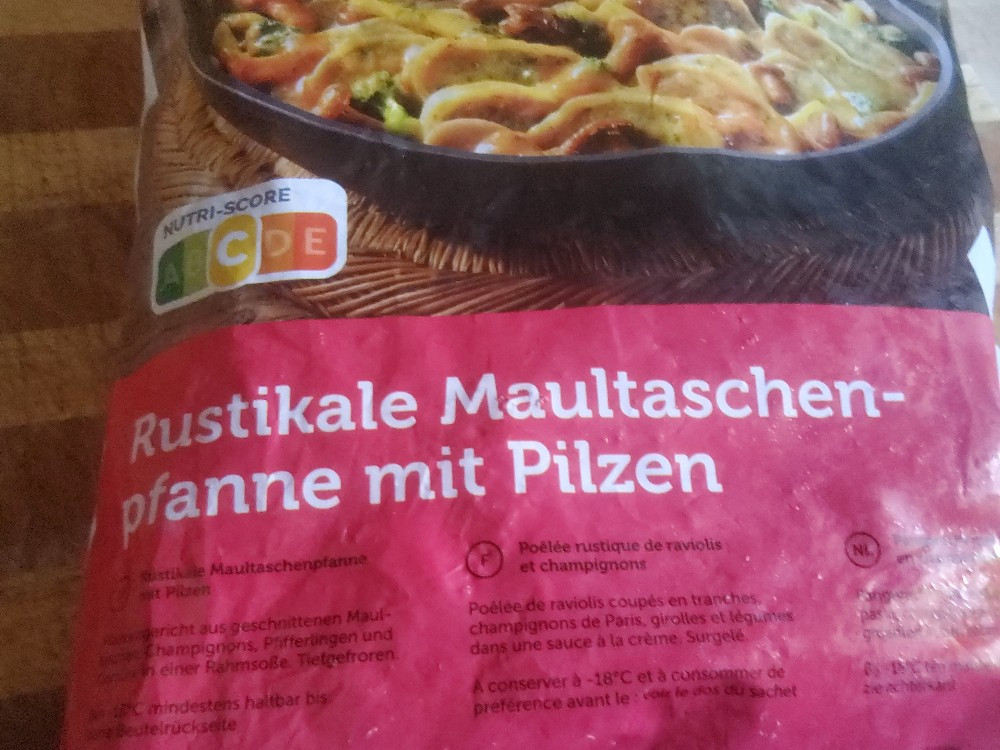 NUTRI-SCORE
A B C D E
Rustikale Maultaschen-
pfanne mit Pilzen
Rustikale Maultaschenpfanne
mit Pilzen
gericht aus geschnittenen Maul-
Champignons, Pfifferlingen und
in einer Rahmsoße. Tiefgefroren.
mindestens haltbar bis:
Beutelrückseite
F
Poêlée rustique de raviolis
et champignons
Poêlée de raviolis coupés en tranches,
champignons de Paris, girolles et légumes
dans une sauce à la crème. Surgelé.
A conserver à -18°C et à consommer de
preférence avant le : voir le dos du sachet
NL